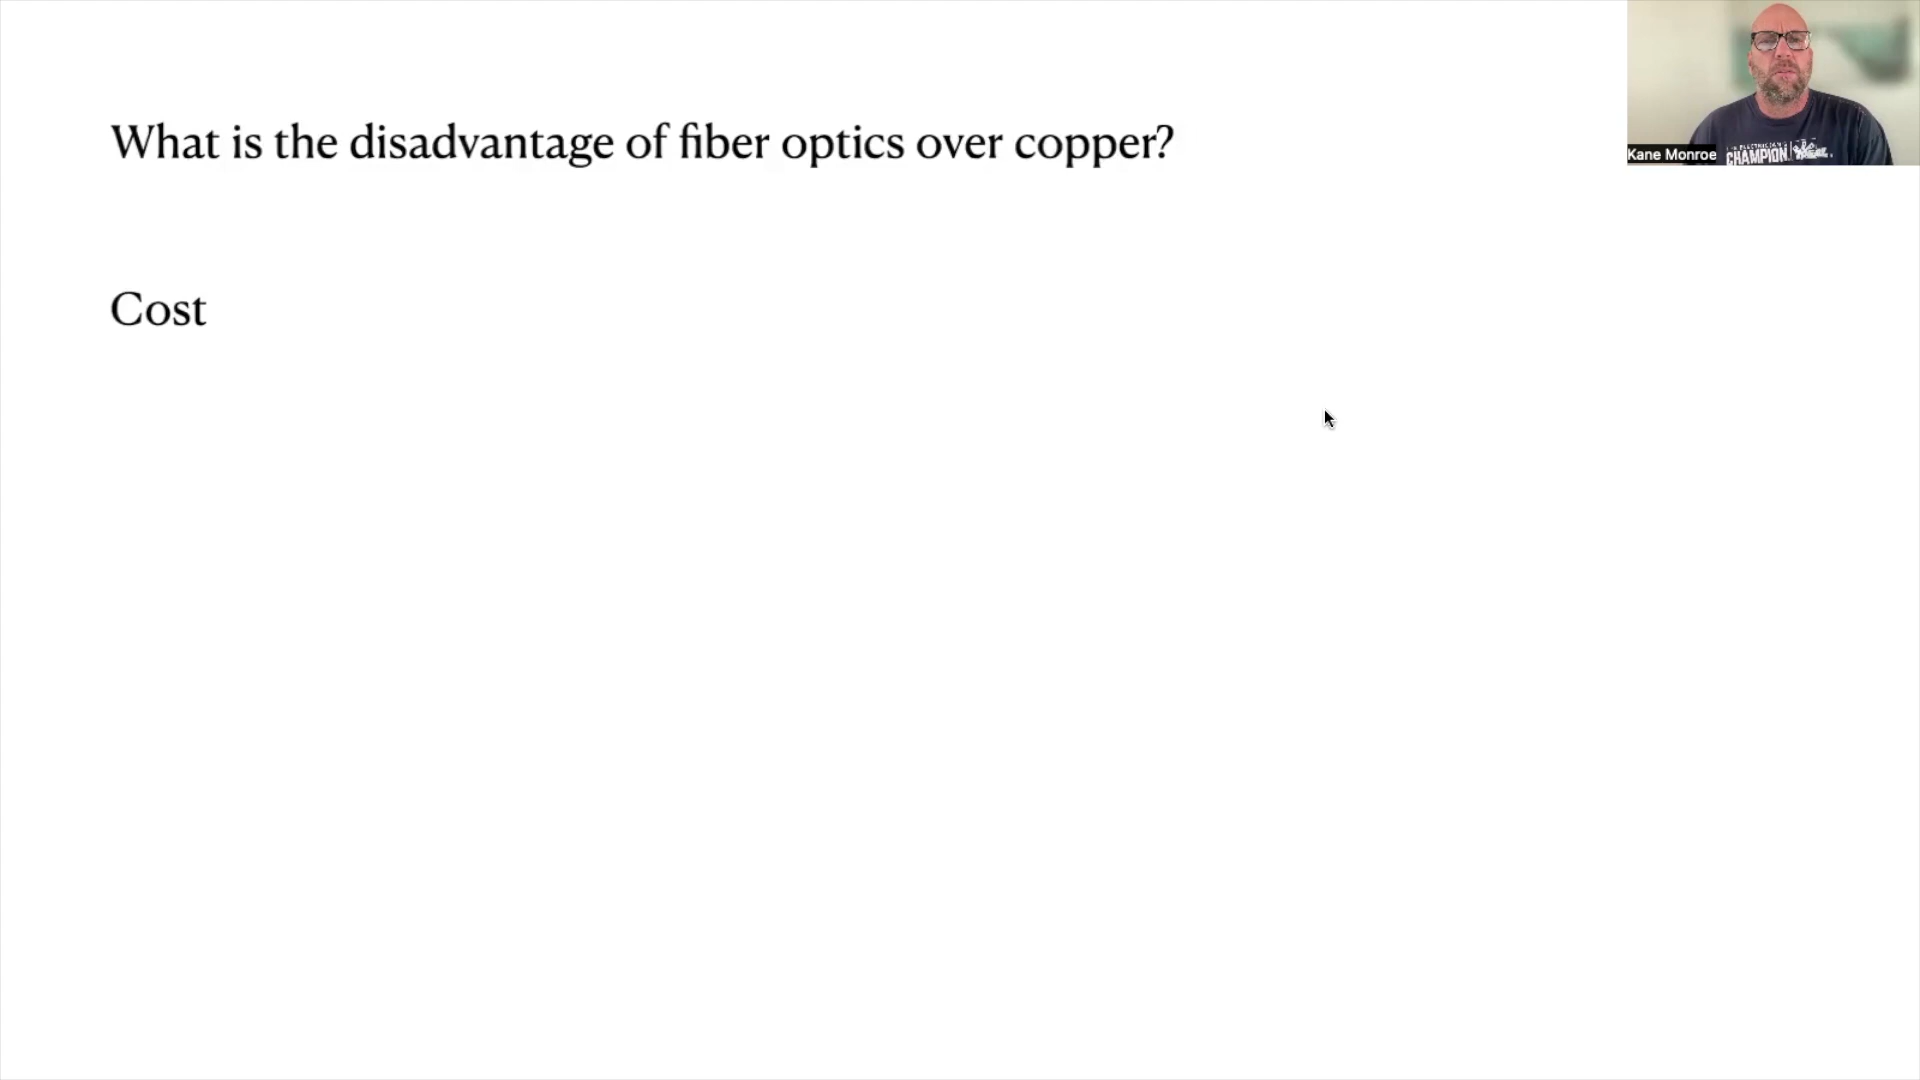 What is the disadvantage of fiber optics over copper?
Cost
Kane Monroe
CHAMPION